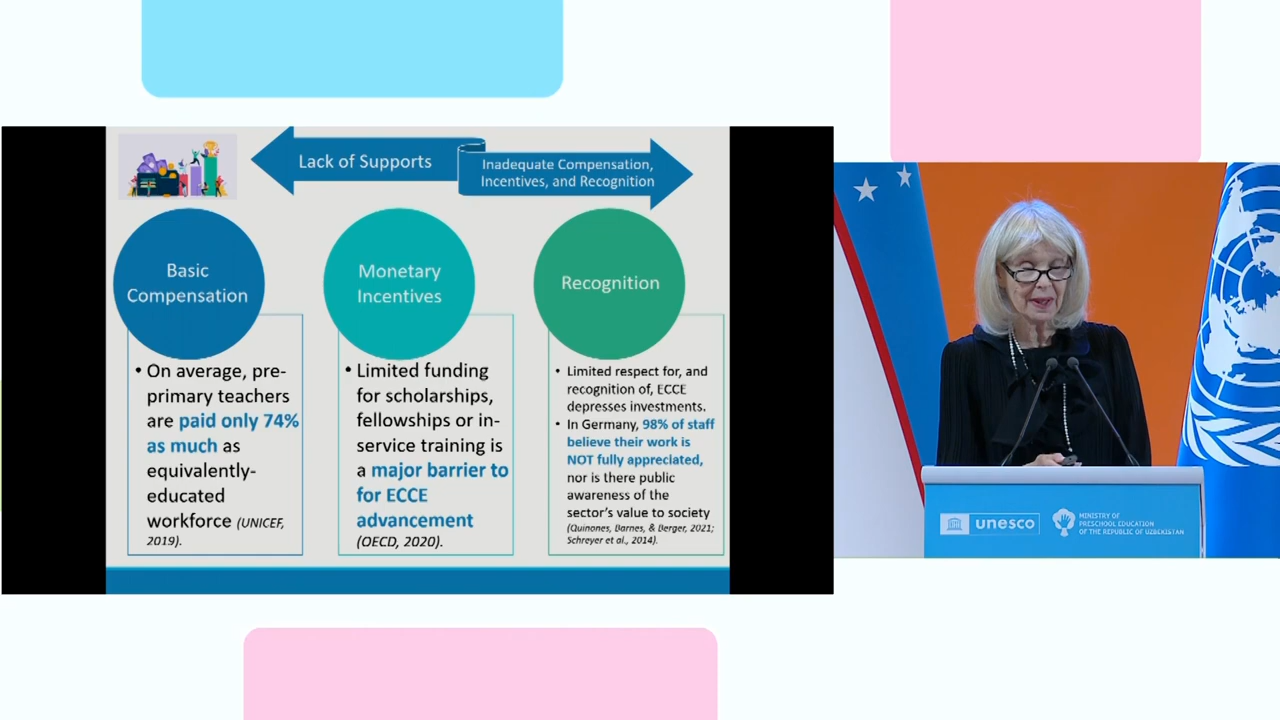 Lack of Supports
Inadequate Compensation,
Incentives, and Recognition
Basic
Compensation
• On average, pre-
primary teachers
are paid only 74%
as much as
equivalently-
educated
workforce (UNICEF,
2019).
Monetary
Incentives
• Limited funding
for scholarships,
fellowships or in-
service training is
a major barrier to
for ECCE
advancement
(OECD, 2020).
Recognition
• Limited respect for, and
recognition of, ECCE
depresses investments.
• In Germany, 98% of staff
believe their work is
NOT fully appreciated,
nor is there public
awareness of the
sector's value to society
(Quinones, Barnes, & Berger, 2021;
Schreyer et al., 2014).
unesco
MINISTRY OF
PRESCHOOL EDUCATION
OF THE REPUBLIC OF UZBEKISTAN